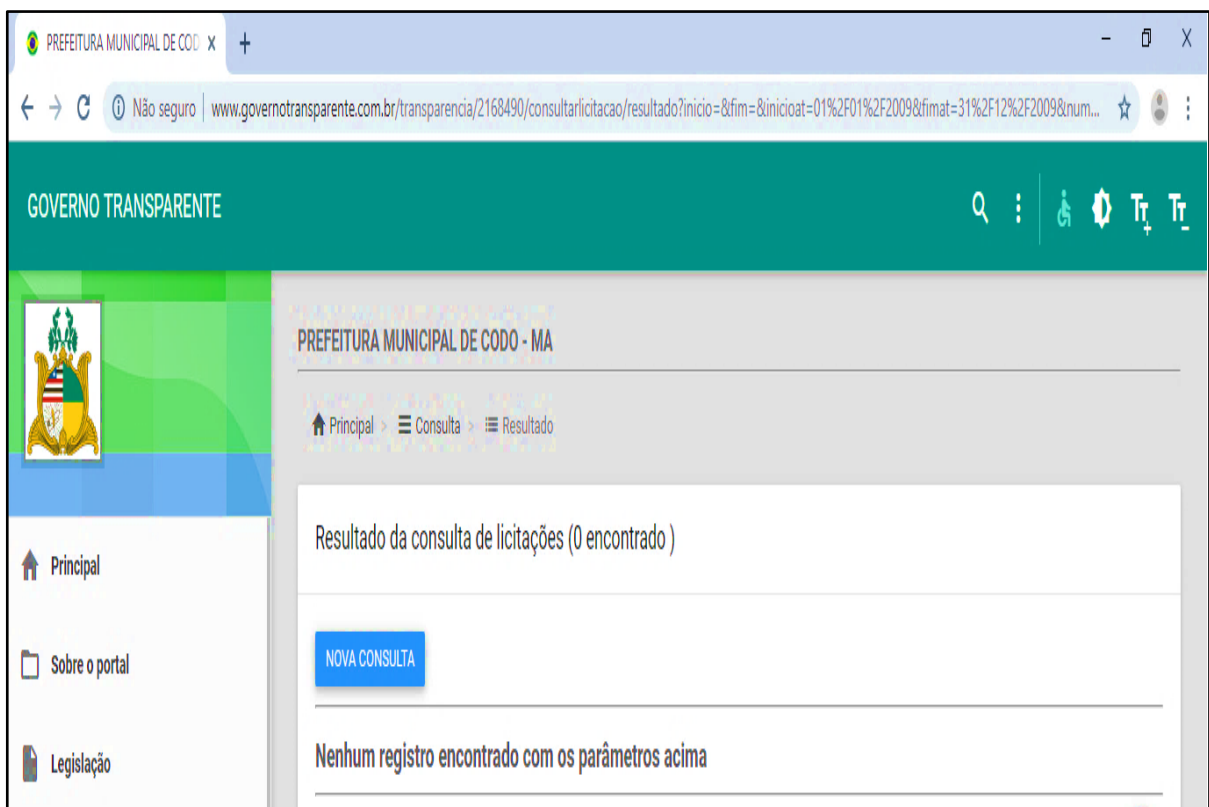 PREFEITURA MUNICIPAL DE COD
Não seguro | www.governotransparente.com.br/transparencia/2168490/consultarlicitacao/resultado?inicio=&fim=&inicioat=01%2F01%2F2009&fimat=31%2F12%2F2009&num...
GOVERNO TRANSPARENTE
PREFEITURA MUNICIPAL DE CODO - MA
Principal > Consulta > Resultado
Resultado da consulta de licitações (0 encontrado )
Principal
NOVA CONSULTA
Sobre o portal
Nenhum registro encontrado com os parâmetros acima
Legislação